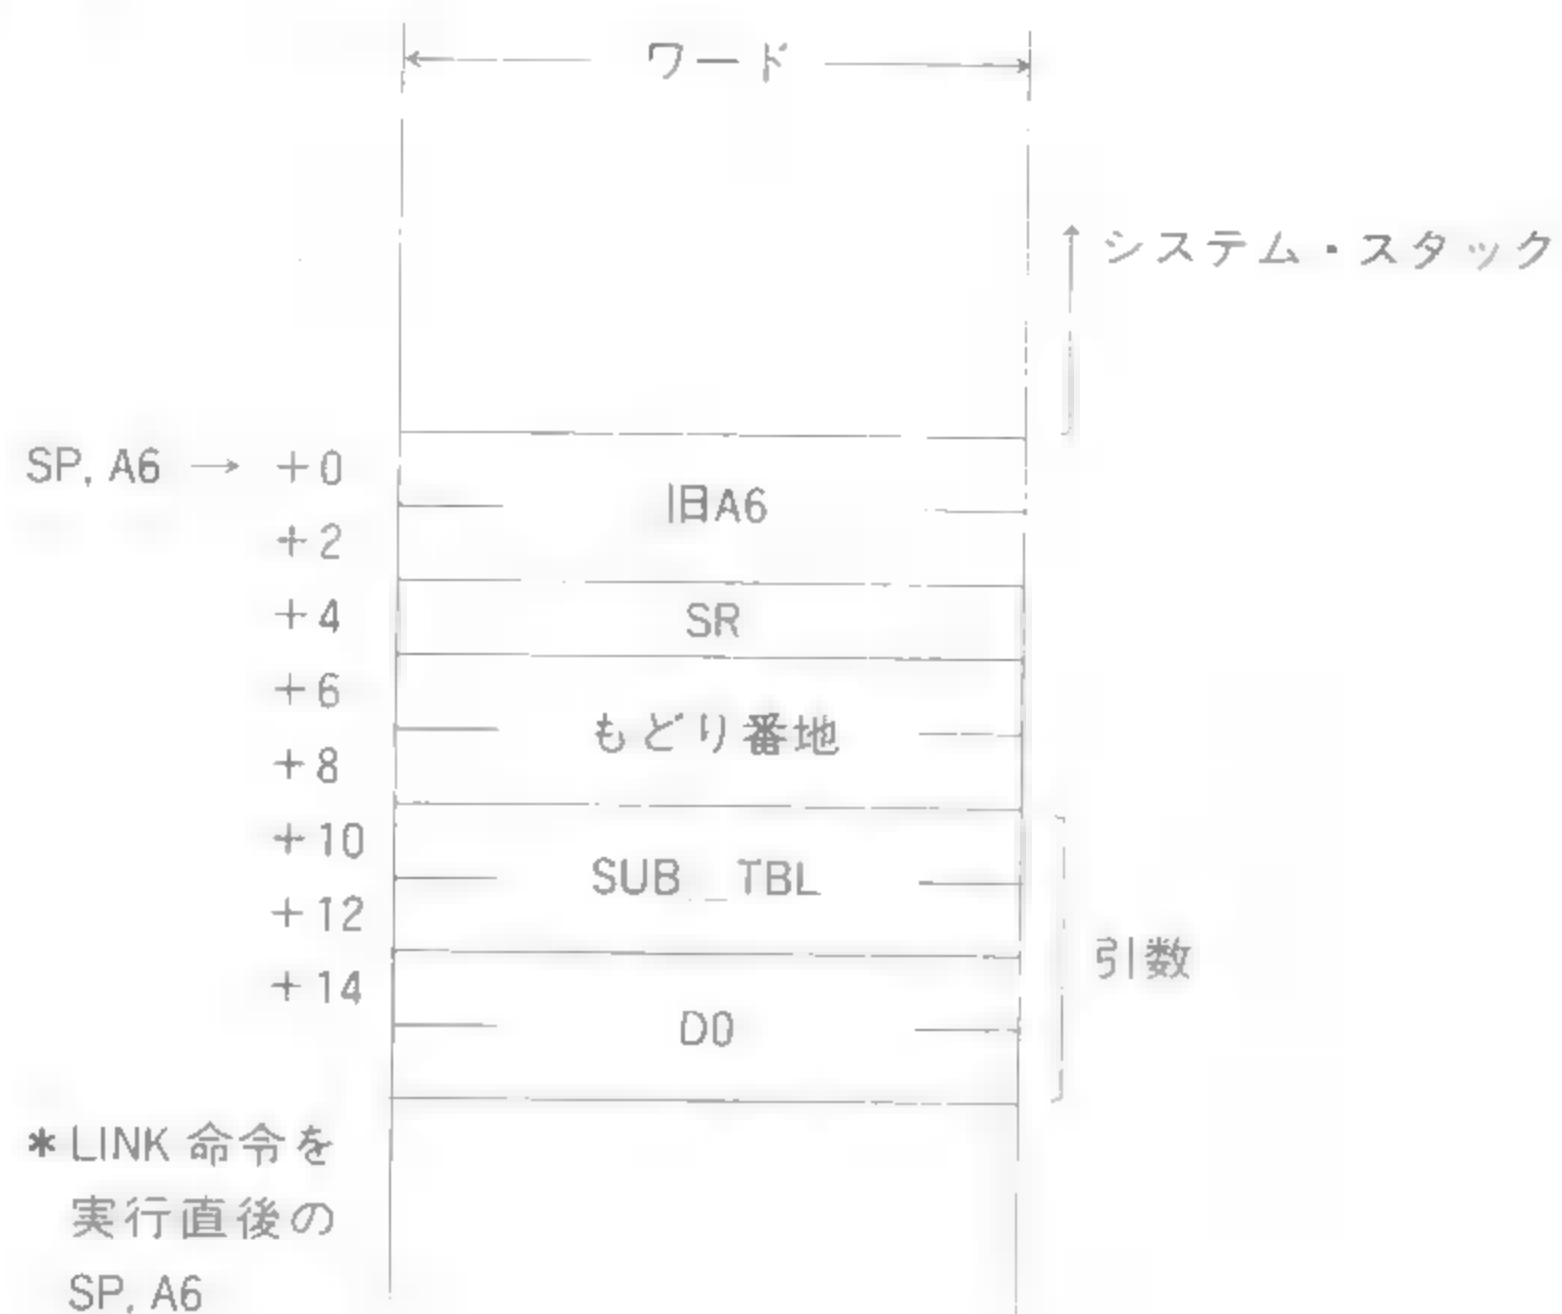 ワード
システム・スタック
SP, A6 → +0
旧A6
+2
+4
SR
+6
もどり番地
+8
+10
SUB_TBL
+12
引数
+14
D0
*LINK 命令を
実行直後の
SP, A6